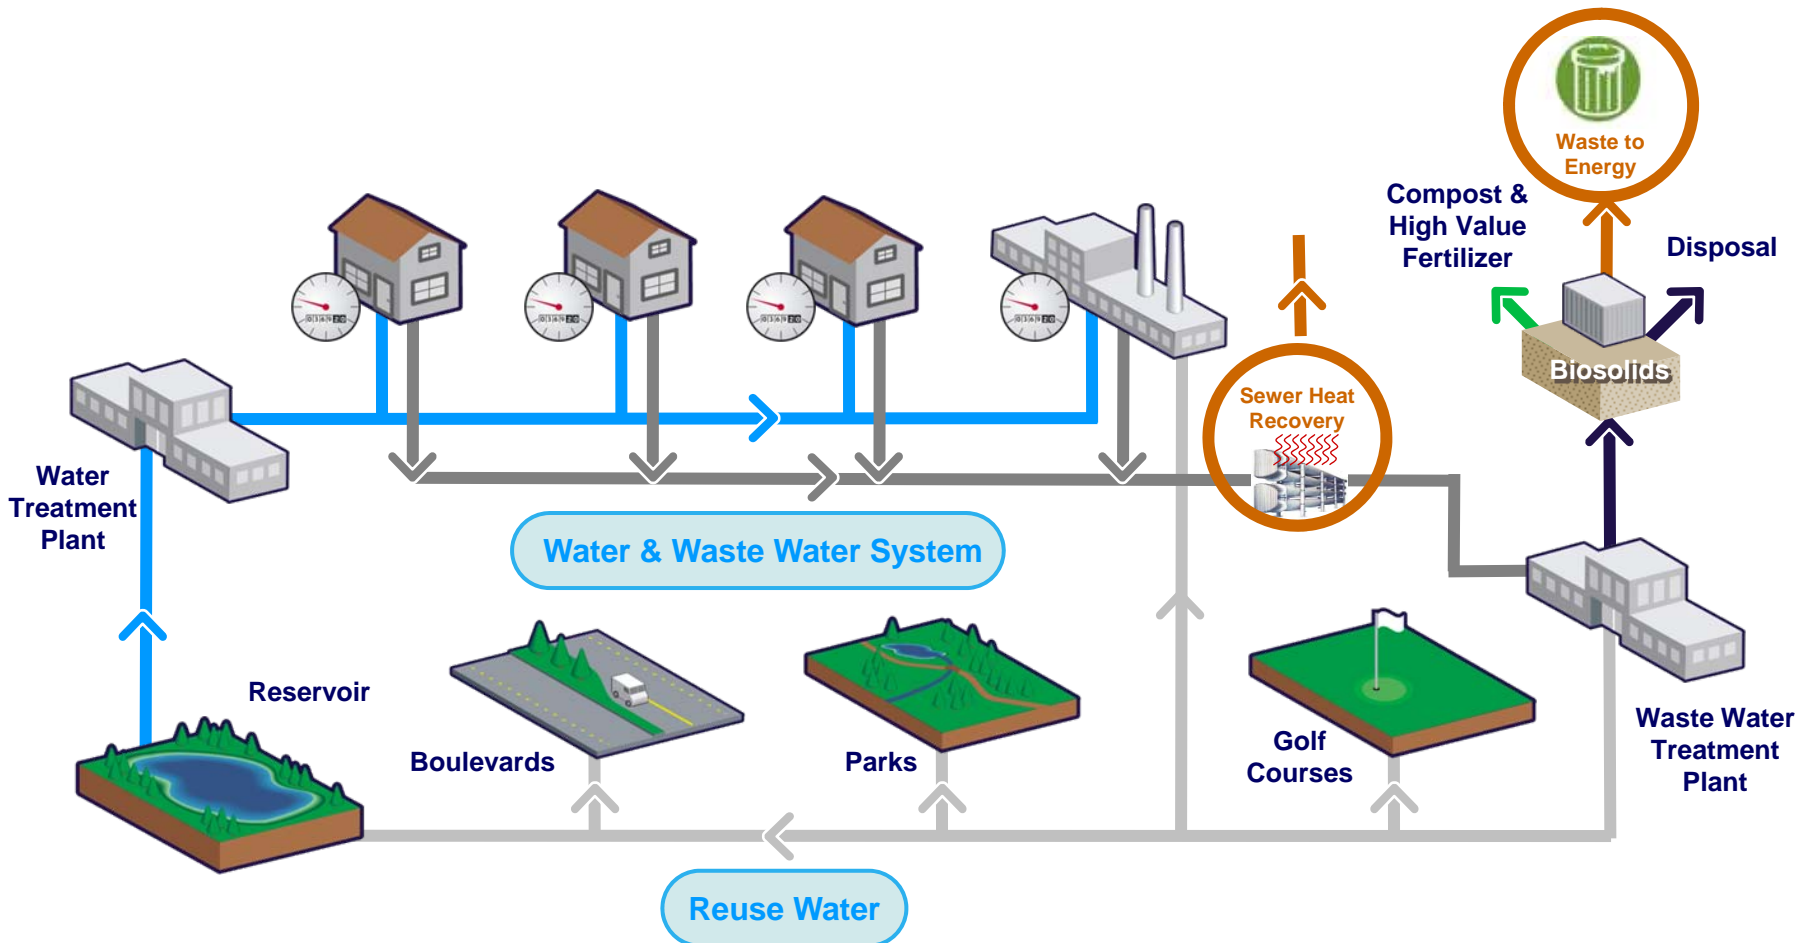 Waste to
Energy
Compost &
High Value
Fertilizer
Disposal
Biosolids
Sewer Heat
Recovery
Water
Treatment
Plant
Water & Waste Water System
Reservoir
Boulevards
Parks
Golf
Courses
Waste Water
Treatment
Plant
Reuse Water